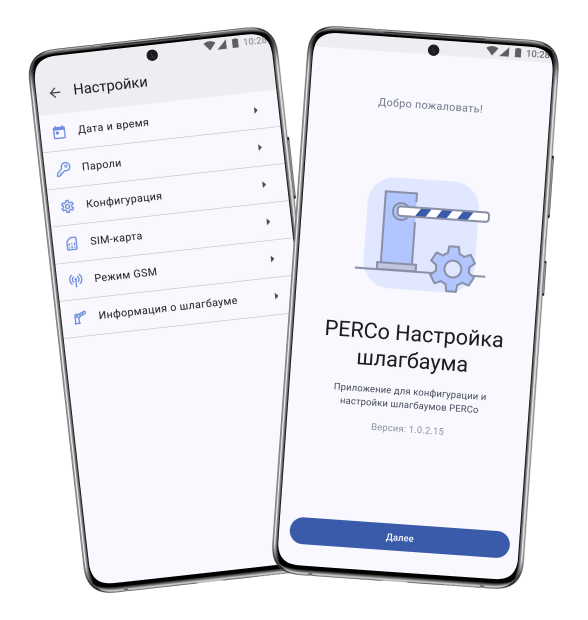 10:28
Настройки
Дата и время
Пароли
Конфигурация
SIM-карта
Режим GSM
Информация о шлагбауме
10:28
Добро пожаловать!
PERCo Настройка
шлагбаума
Приложение для конфигурации и
настройки шлагбаумов PERCo
Версия: 1.0.2.15
Далее